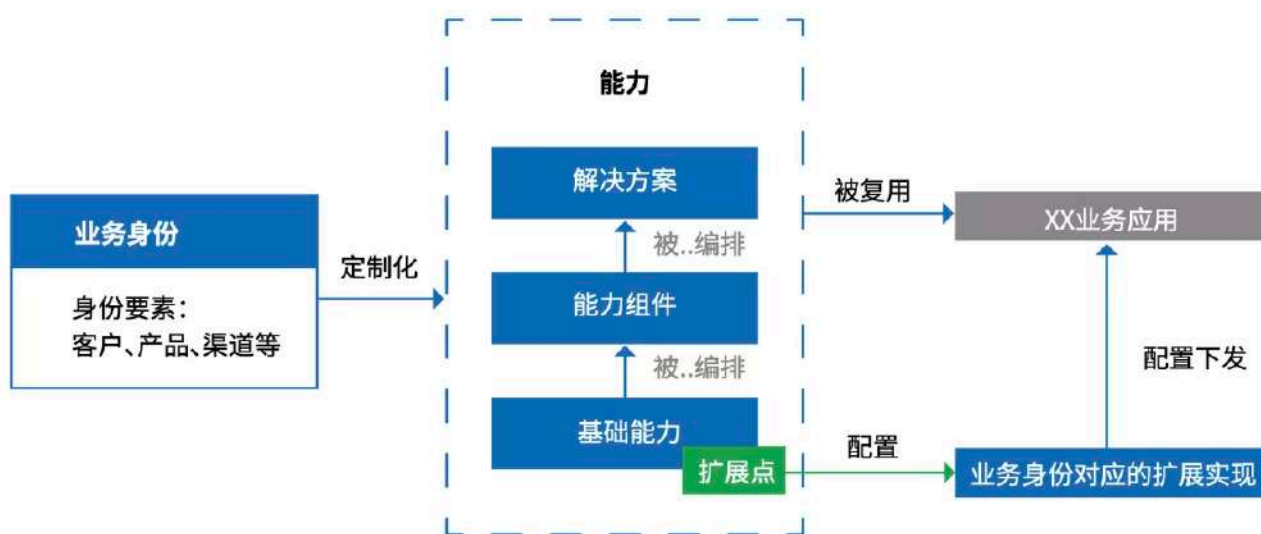 能力
解决方案
被..编排
能力组件
被..编排
基础能力
扩展点
业务身份
身份要素：
客户、产品、渠道等
定制化
被复用
XX业务应用
配置下发
配置
业务身份对应的扩展实现